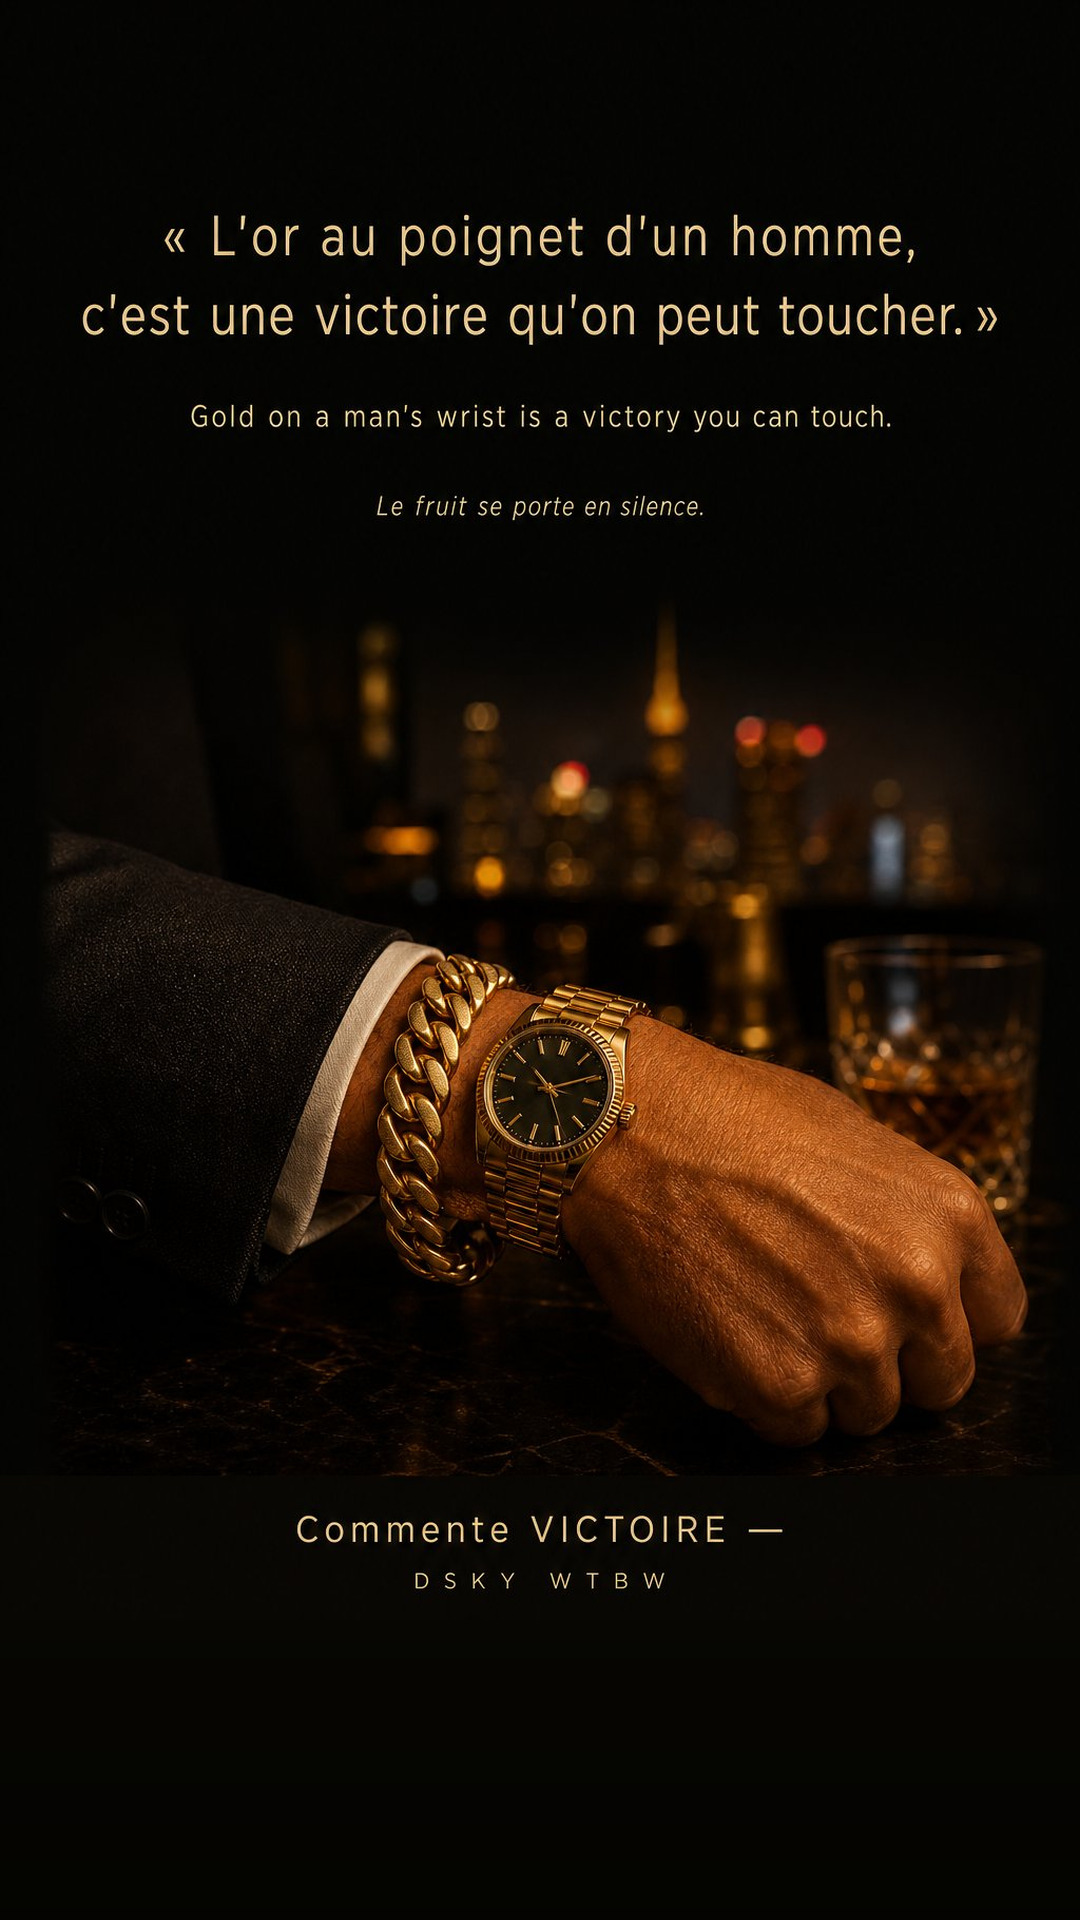 « L'or au poignet d'un homme,
c'est une victoire qu'on peut toucher. »
Gold on a man's wrist is a victory you can touch.
Le fruit se porte en silence.
Commente VICTOIRE —
DSKY WTBW